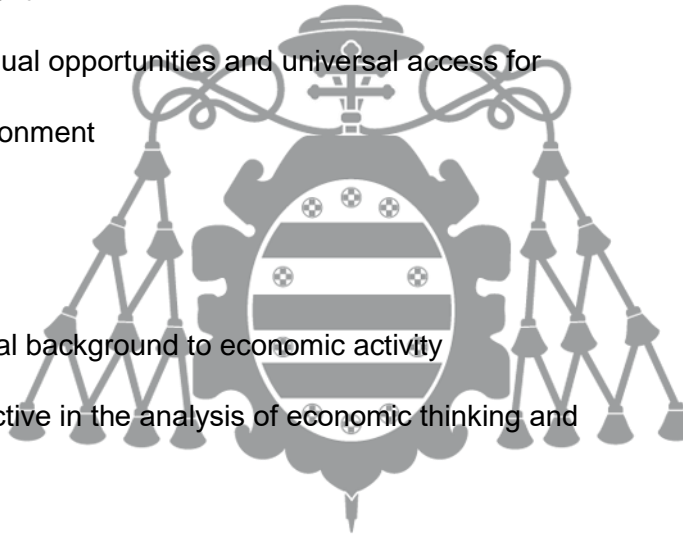 ual opportunities and universal access for
onment
al background to economic activity
ctive in the analysis of economic thinking and